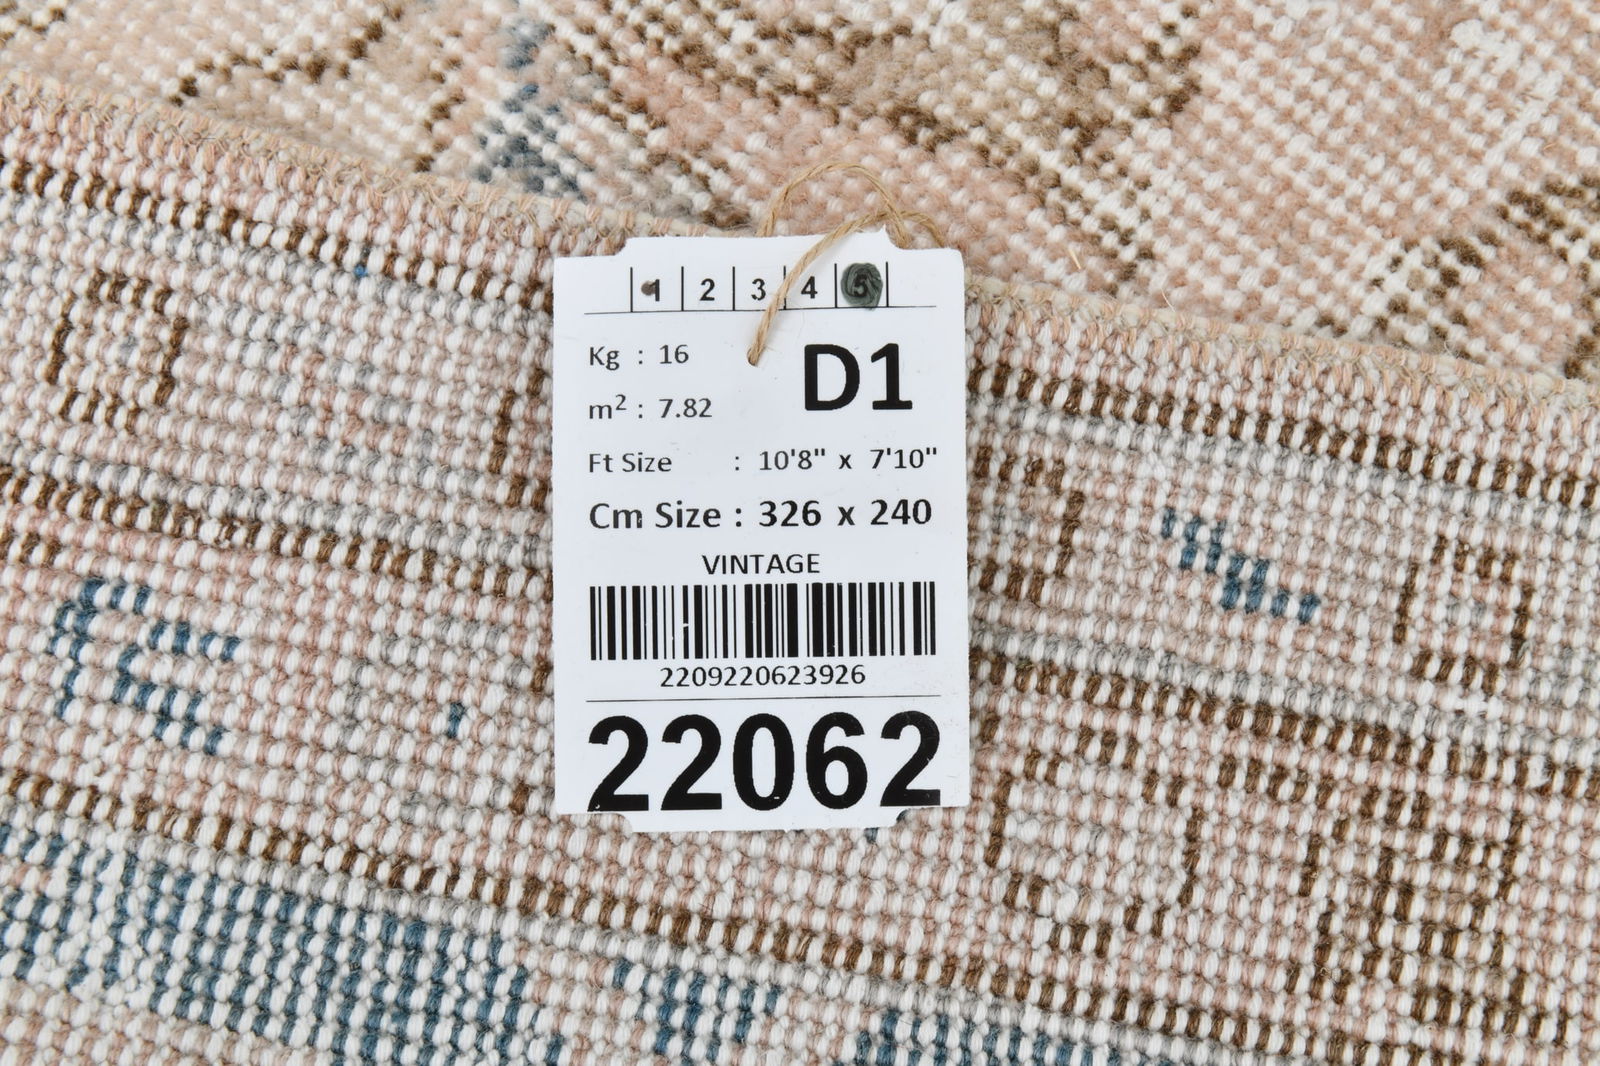 1 2 3 4 5
Kg : 16
D1
m² : 7.82
Ft Size : 10'8" x 7'10"
Cm Size : 326 x 240
VINTAGE
2209220623926
22062